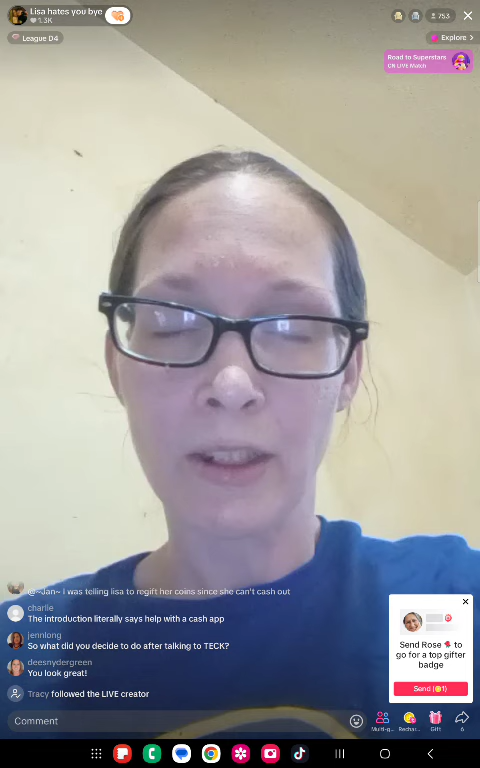 Lisa hates you bye
1.3K
753
League D4
Explore >
Road to Superstars
CN LIVE Match
@~Jan~ I was telling lisa to regift her coins since she can't cash out
charlie
The introduction literally says help with a cash app
jennlong
So what did you decide to do after talking to TECK?
deesnydergreen
You look great!
Tracy followed the LIVE creator
Send Rose to
go for a top gifter
badge
Send (1)
Comment
Multi-g...
Rechar...
Gift
6